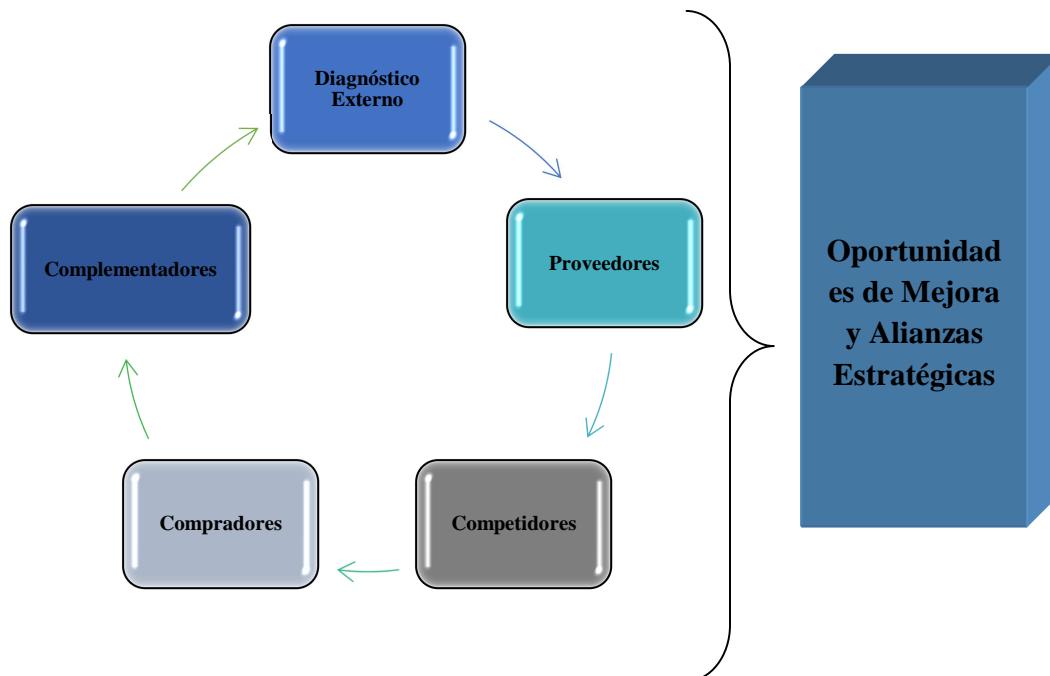 Diagnóstico
Externo
Proveedores
Competidores
Compradores
Complementadores
Oportunidad
es de Mejora
y Alianzas
Estratégicas